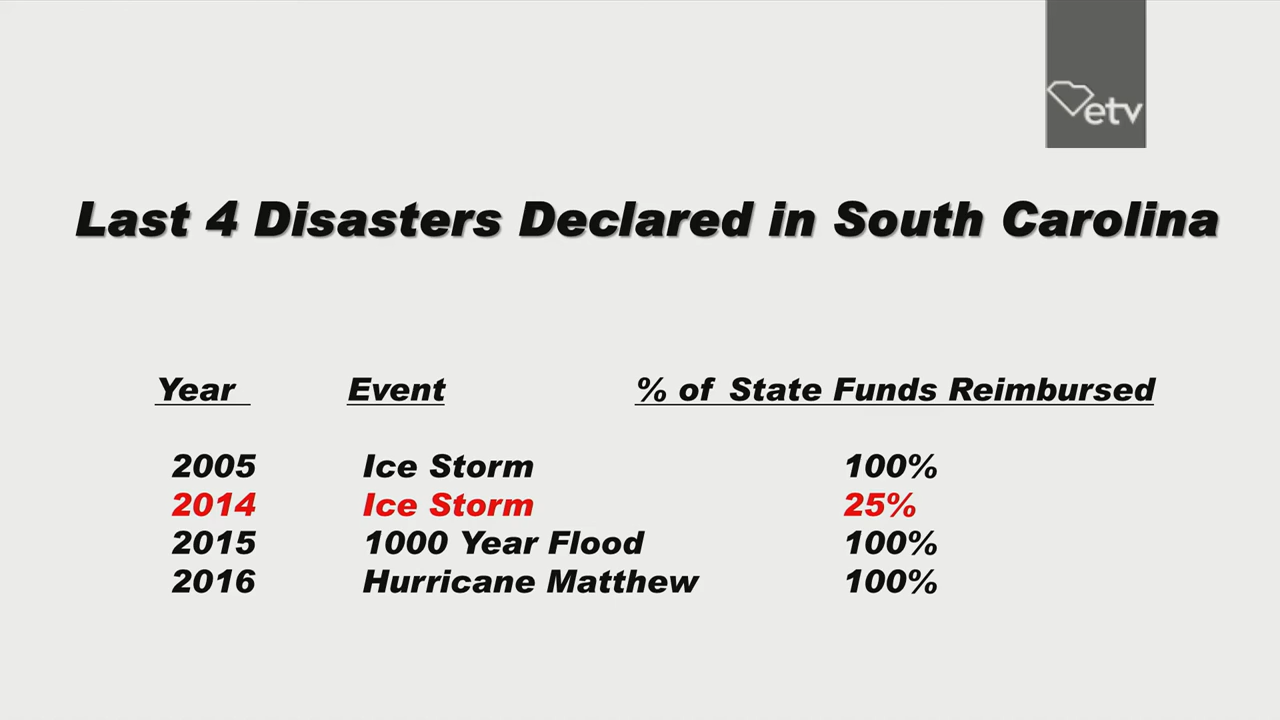 etv
Last 4 Disasters Declared in South Carolina
Year Event % of State Funds Reimbursed
2005 Ice Storm 100%
2014 Ice Storm 25%
2015 1000 Year Flood 100%
2016 Hurricane Matthew 100%